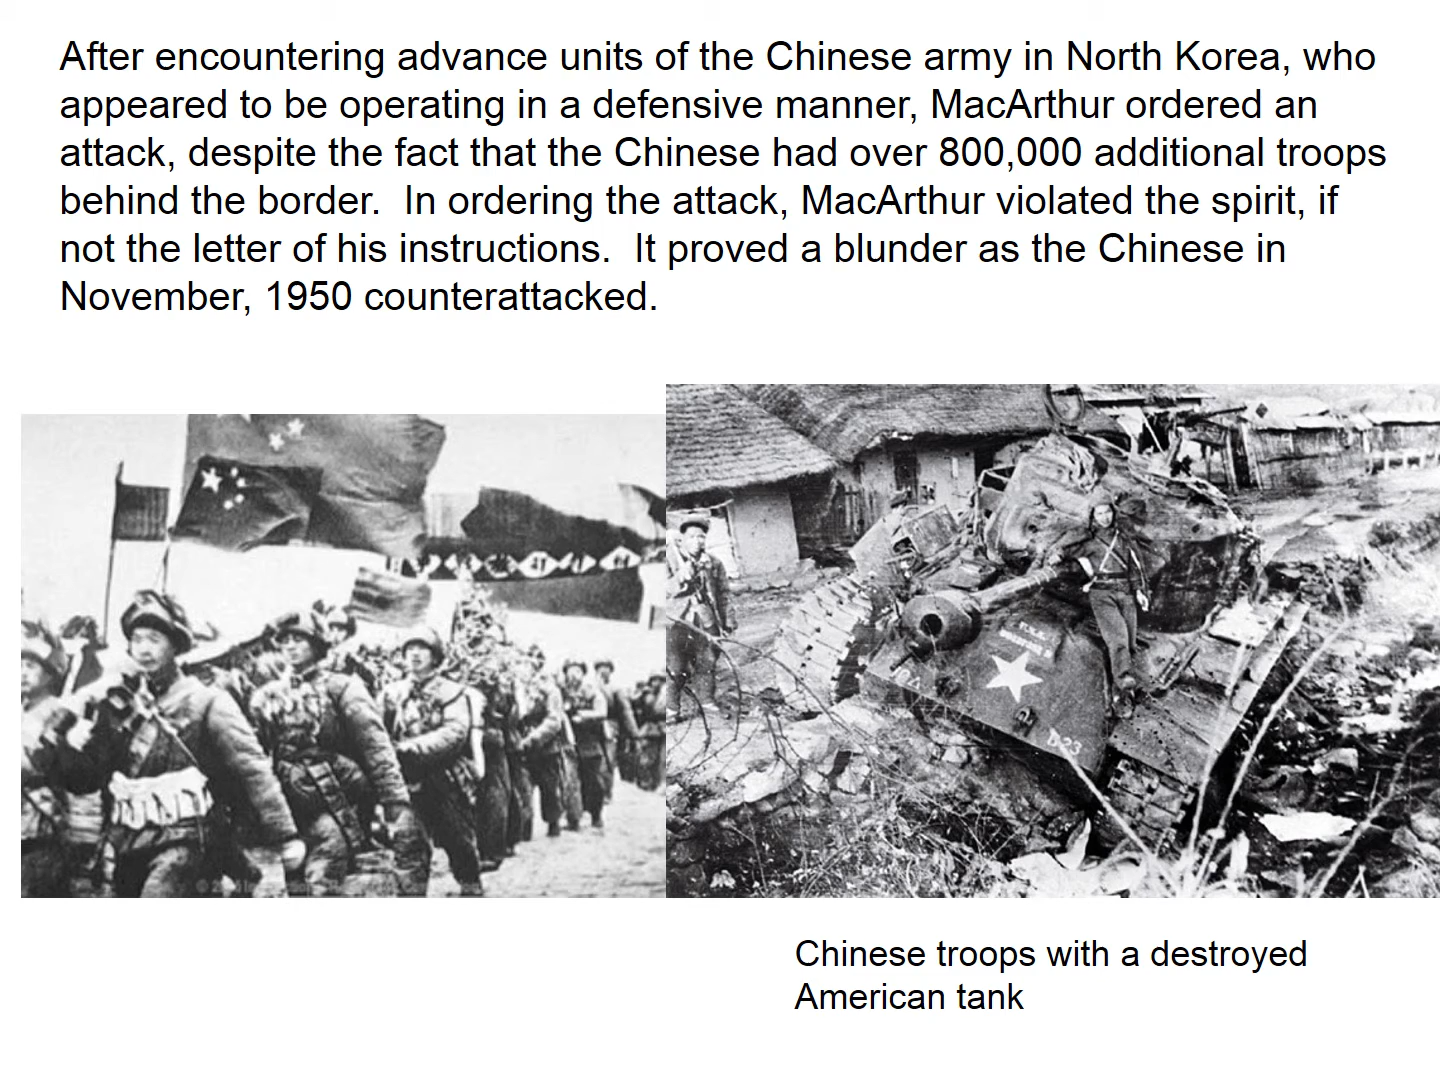 After encountering advance units of the Chinese army in North Korea, who
appeared to be operating in a defensive manner, MacArthur ordered an
attack, despite the fact that the Chinese had over 800,000 additional troops
behind the border.  In ordering the attack, MacArthur violated the spirit, if
not the letter of his instructions.  It proved a blunder as the Chinese in
November, 1950 counterattacked.
D23
Chinese troops with a destroyed
American tank